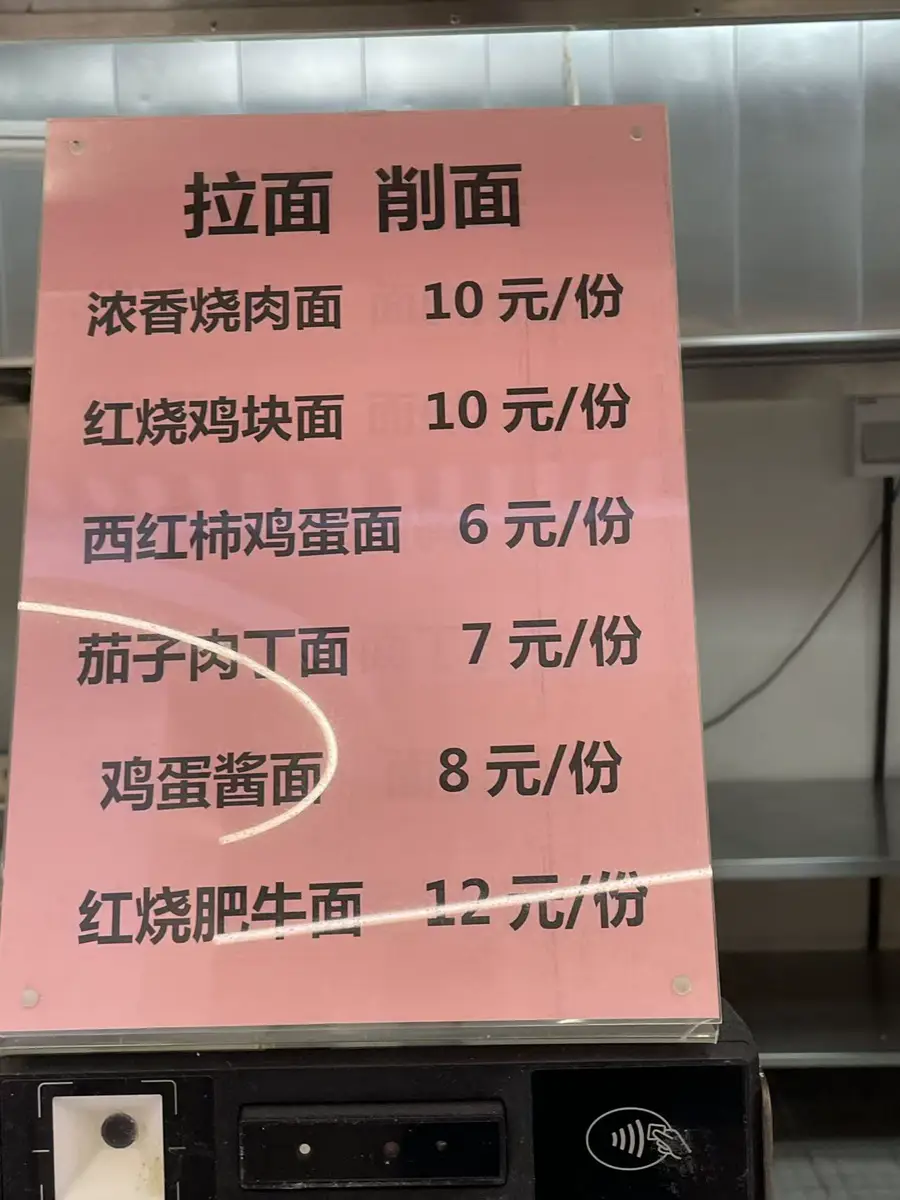 拉面 削面
浓香烧肉面 10 元/份
红烧鸡块面 10 元/份
西红柿鸡蛋面 6 元/份
茄子肉丁面 7 元/份
鸡蛋酱面 8 元/份
红烧肥牛面 12 元/份